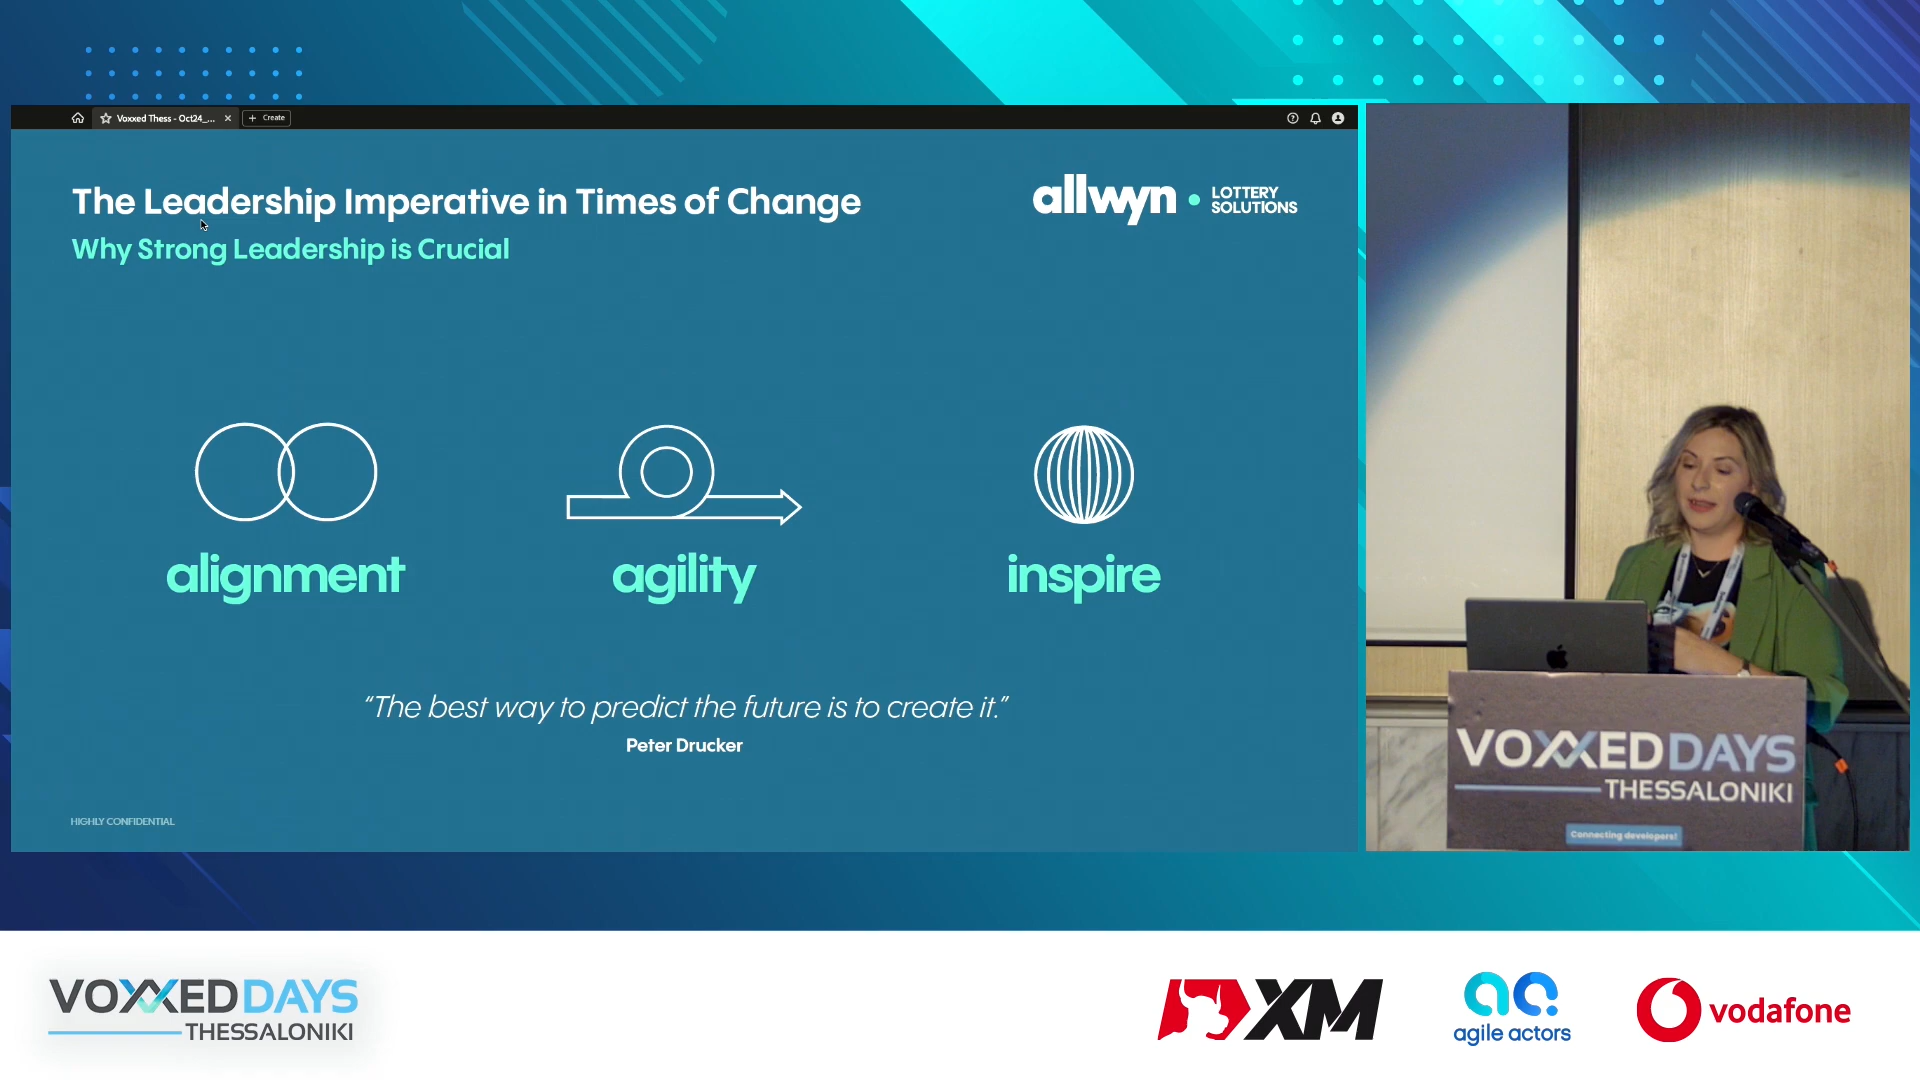 Voxxed Thess - Oct24_...
Create
The Leadership Imperative in Times of Change
Why Strong Leadership is Crucial
allwyn
LOTTERY
SOLUTIONS
alignment
agility
inspire
“The best way to predict the future is to create it.”
Peter Drucker
HIGHLY CONFIDENTIAL
VOXXED DAYS
THESSALONIKI
Connecting developers!
VOXXED DAYS
THESSALONIKI
XM
agile actors
vodafone